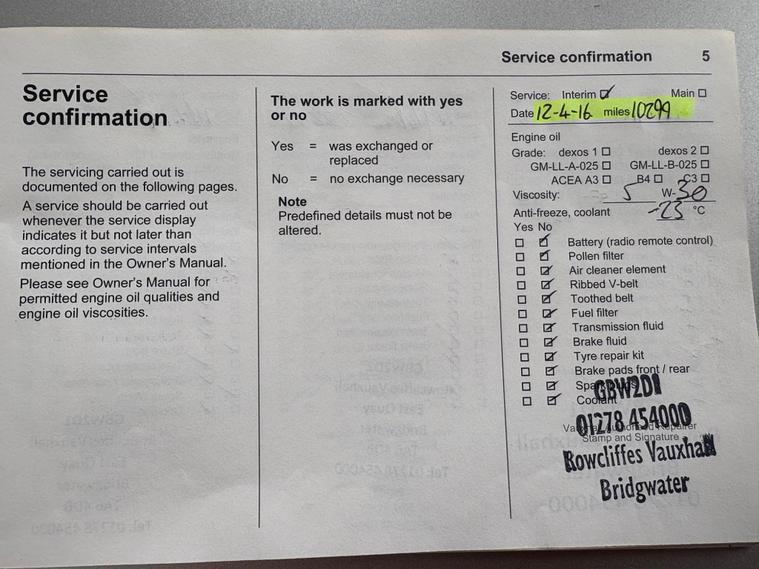 Service confirmation 5
Service
confirmation
The servicing carried out is
documented on the following pages.
A service should be carried out
whenever the service display
indicates it but not later than
according to service intervals
mentioned in the Owner's Manual.
Please see Owner's Manual for
permitted engine oil qualities and
engine oil viscosities.
The work is marked with yes
or no
Yes = was exchanged or
replaced
No = no exchange necessary
Note
Predefined details must not be
altered.
Service: Interim Main
Date 12-4-16 miles 10299
Engine oil
Grade: dexos 1 dexos 2
GM-LL-A-025 GM-LL-B-025
ACEA A3 B4 C3
Viscosity: 5 W-30
Anti-freeze, coolant -25 °C
Yes No
Battery (radio remote control)
Pollen filter
Air cleaner element
Ribbed V-belt
Toothed belt
Fuel filter
Transmission fluid
Brake fluid
Tyre repair kit
Brake pads front / rear
Coolant
GBW2D1
01278 454000
Stamp and Signature
Rowcliffes Vauxhall
Bridgwater